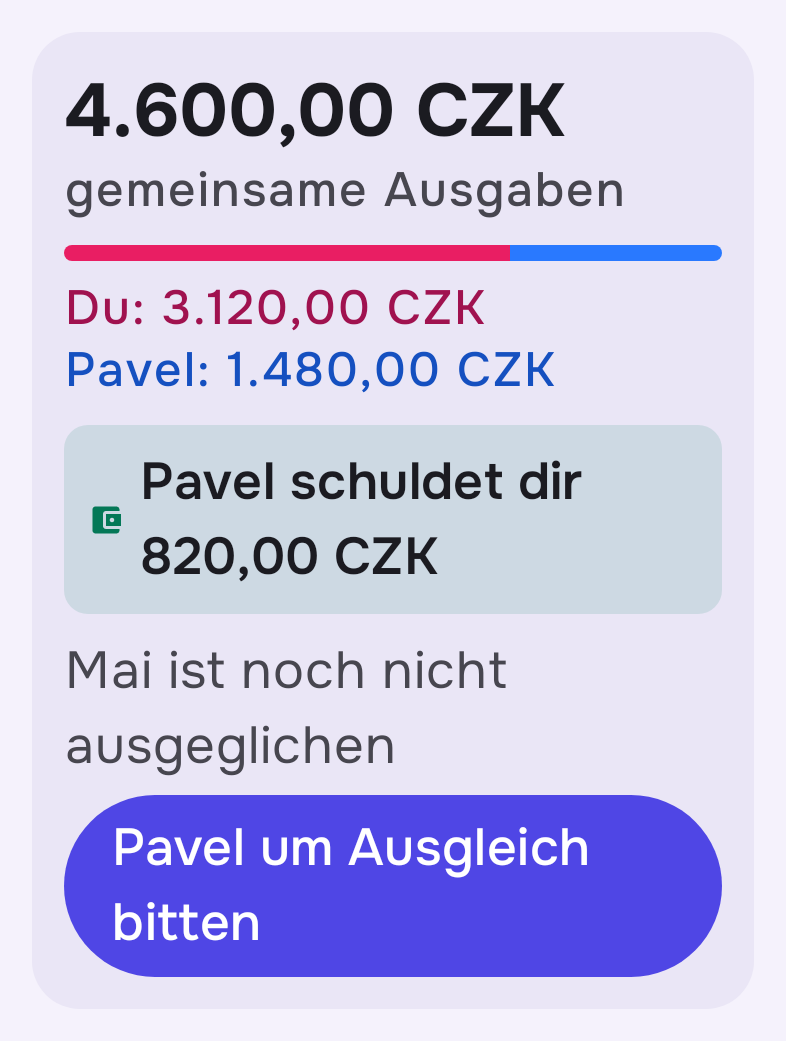 4.600,00 CZK
gemeinsame Ausgaben
Du: 3.120,00 CZK
Pavel: 1.480,00 CZK
Pavel schuldet dir
820,00 CZK
Mai ist noch nicht
ausgeglichen
Pavel um Ausgleich
bitten